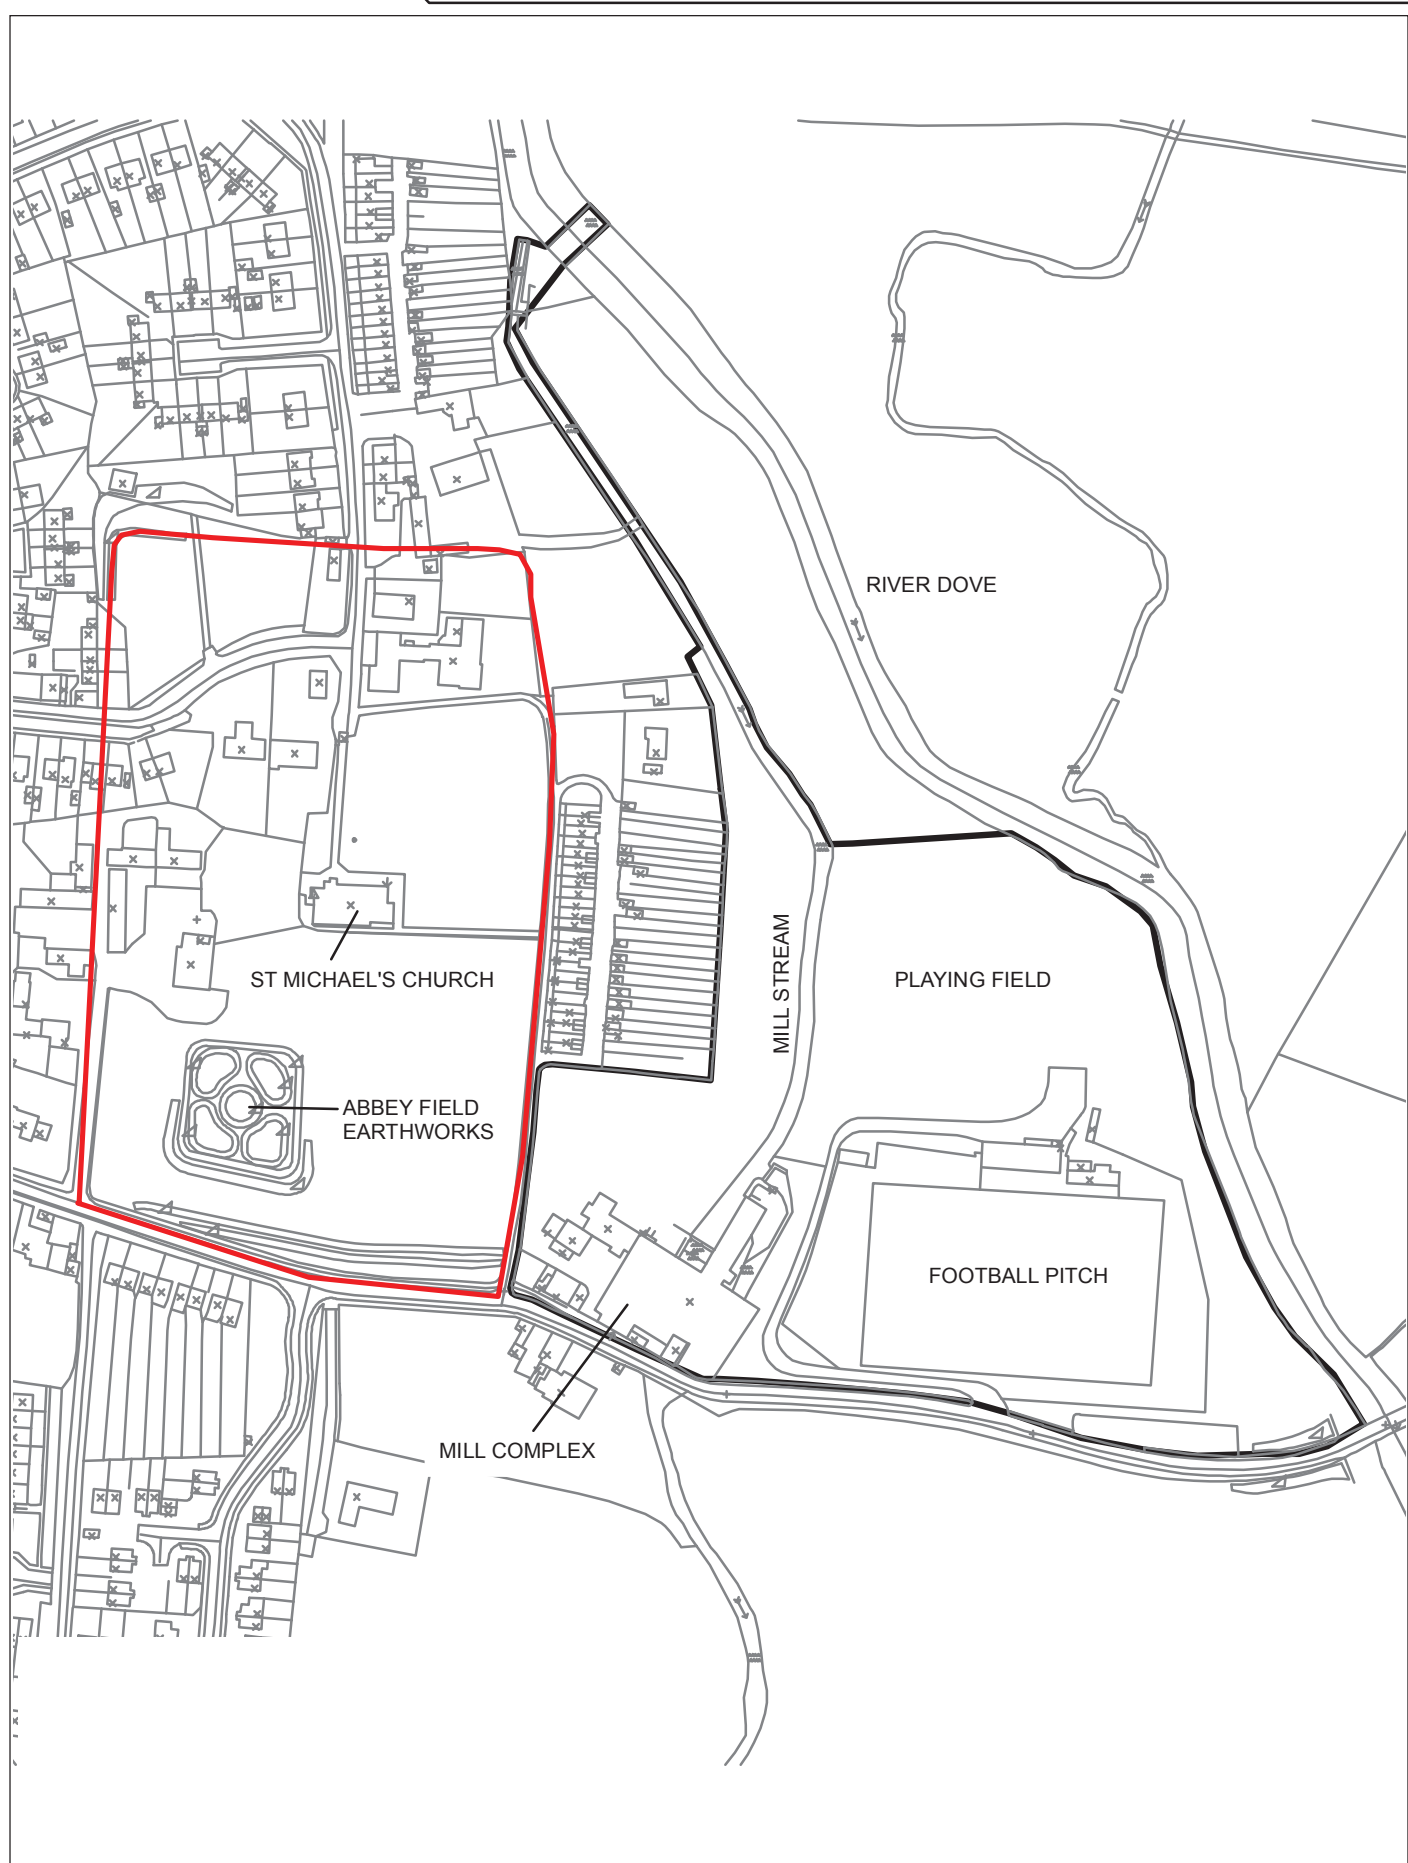 RIVER DOVE
MILL STREAM
PLAYING FIELD
ST MICHAEL'S CHURCH
ABBEY FIELD
EARTHWORKS
FOOTBALL PITCH
MILL COMPLEX